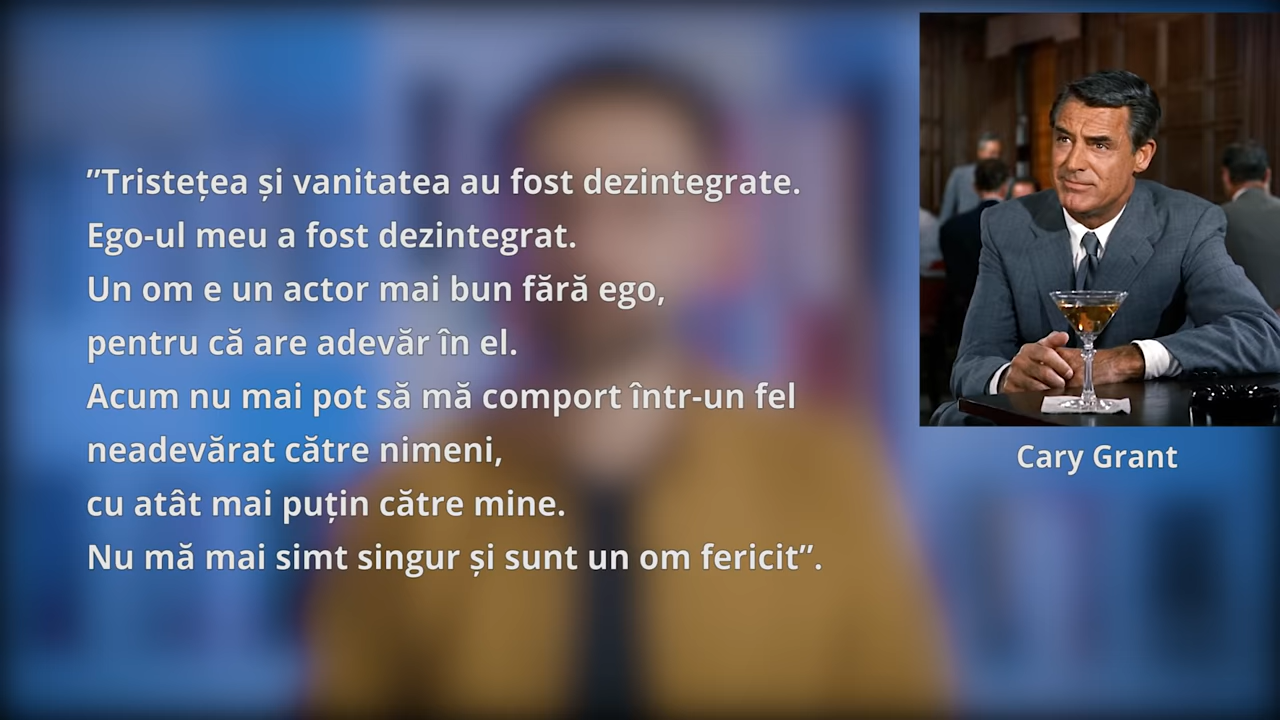 ”Tristețea și vanitatea au fost dezintegrate.
Ego-ul meu a fost dezintegrat.
Un om e un actor mai bun fără ego,
pentru că are adevăr în el.
Acum nu mai pot să mă comport într-un fel
neadevărat către nimeni,
cu atât mai puțin către mine.
Nu mă mai simt singur și sunt un om fericit”.
Cary Grant